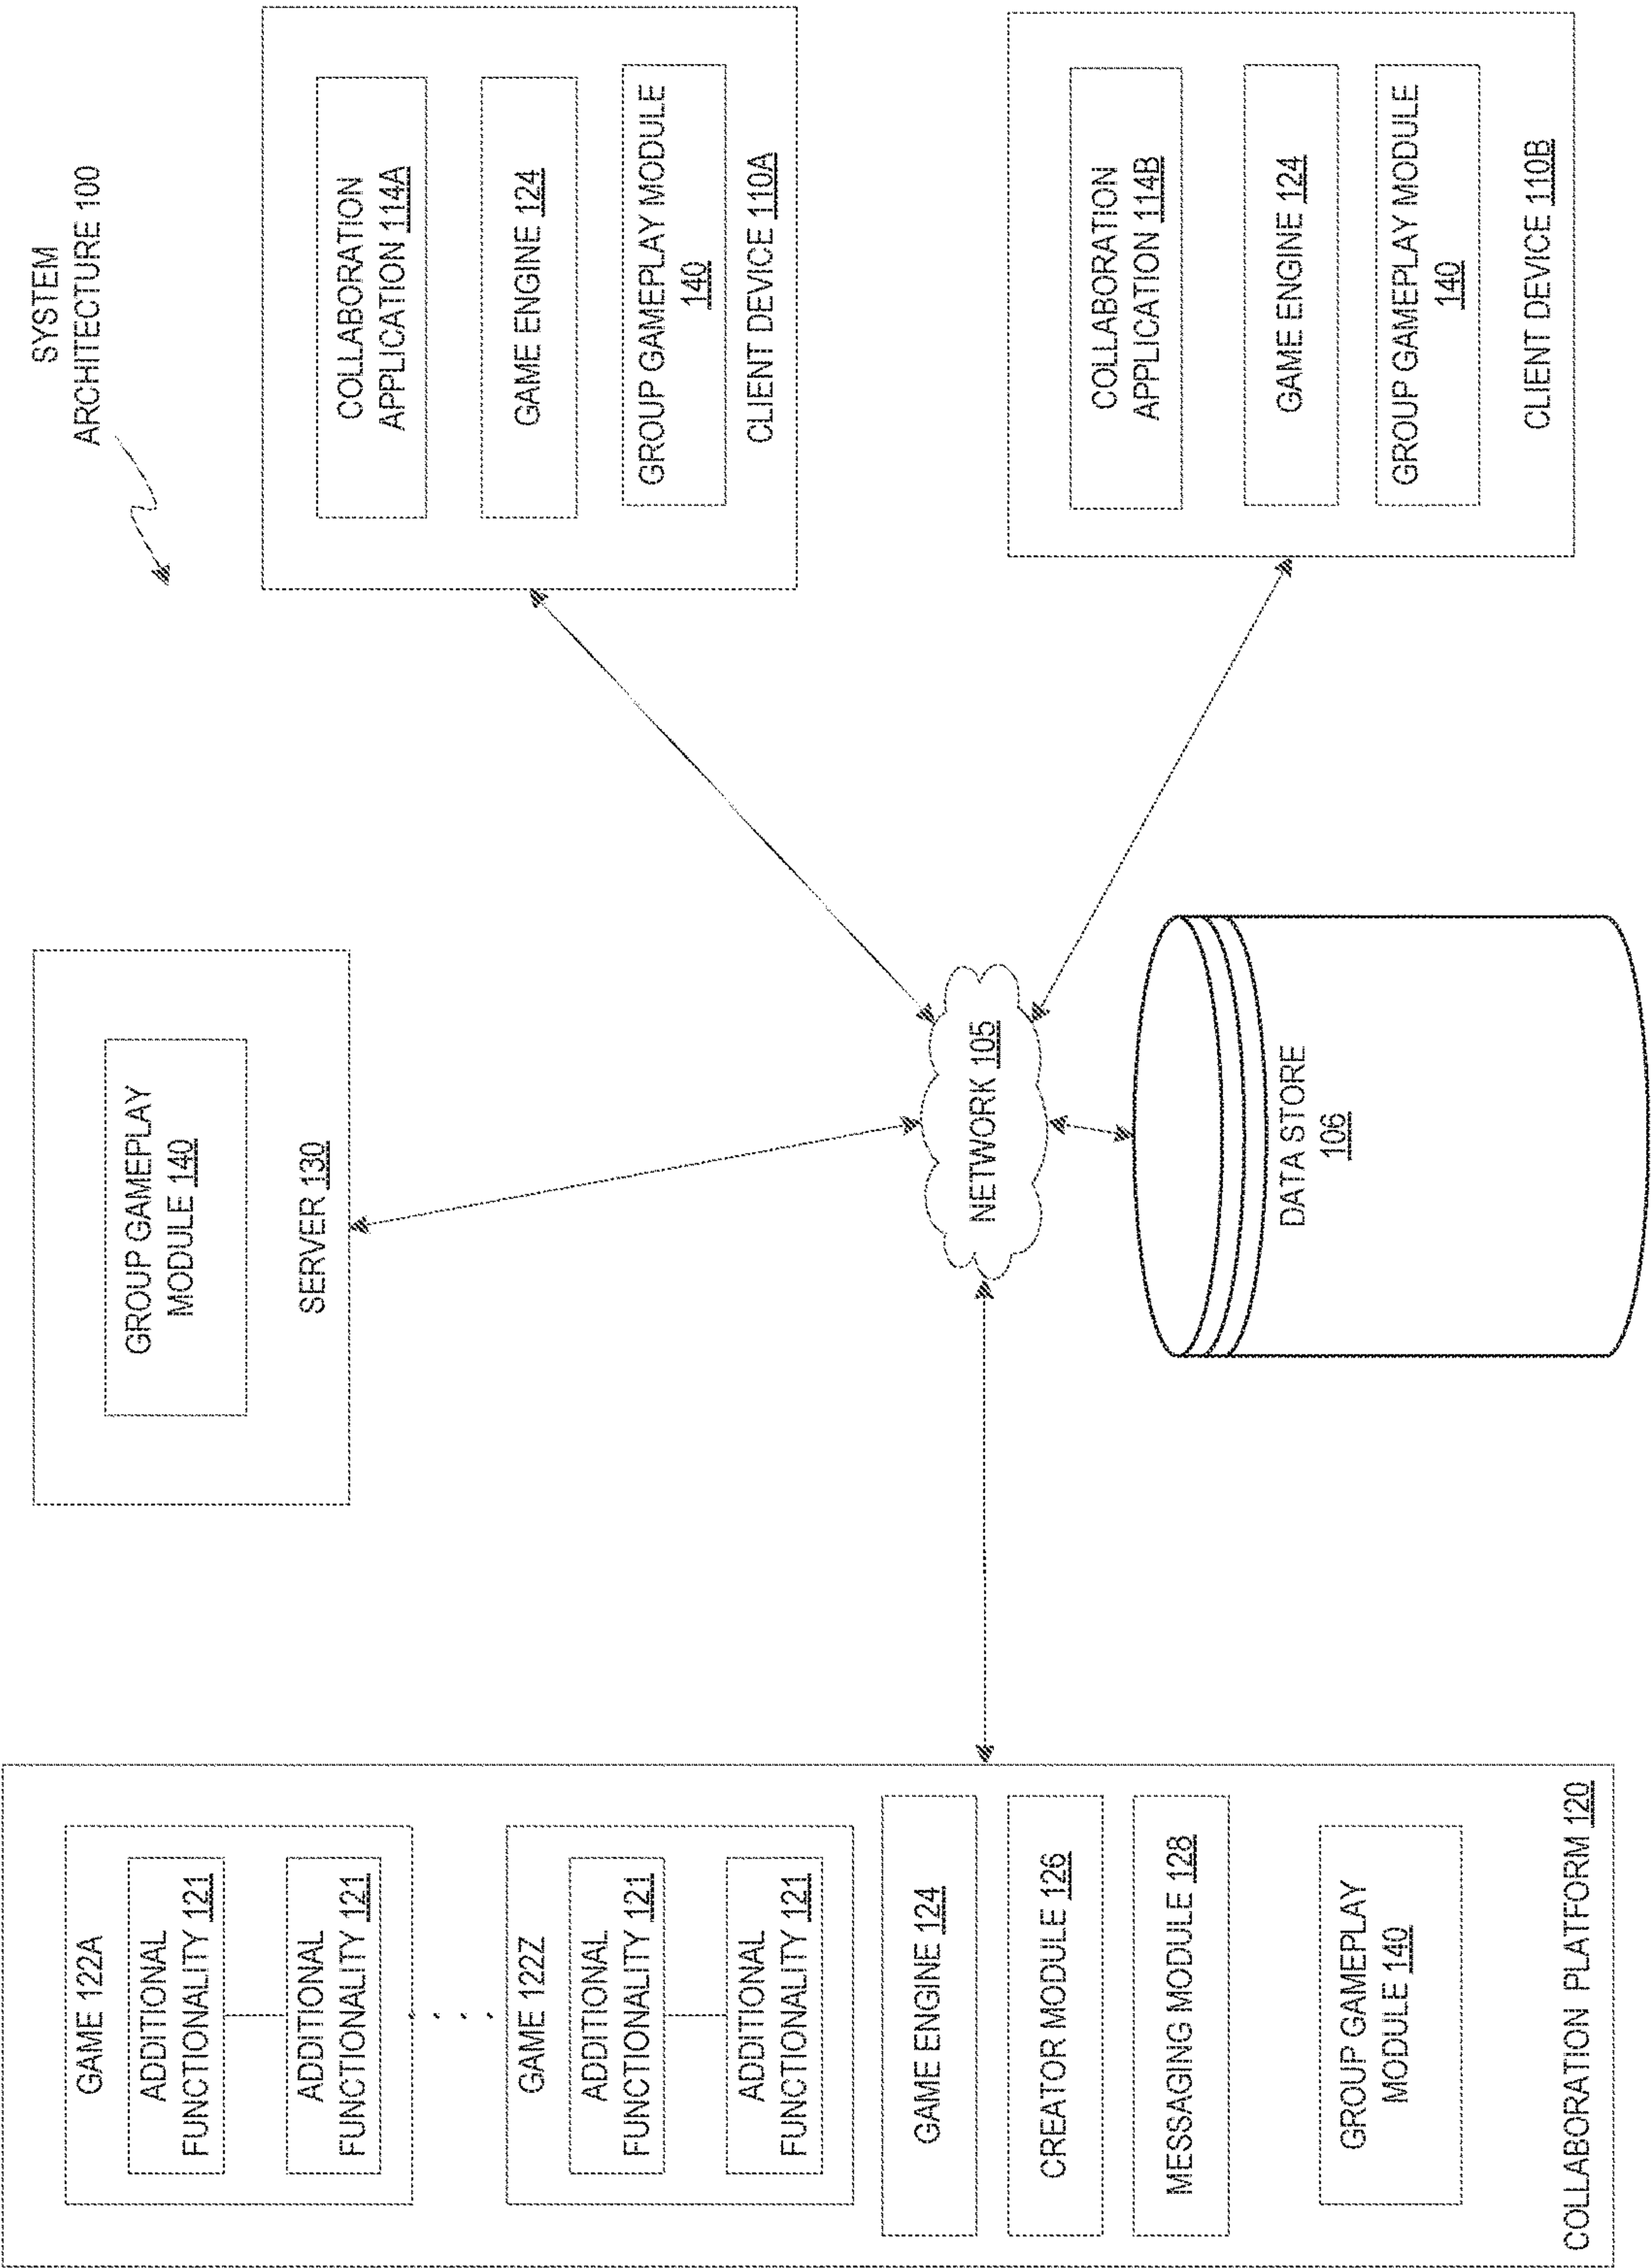 SYSTEM
ARCHITECTURE 100
GAME 122A
ADDITIONAL
FUNCTIONALITY 121
ADDITIONAL
FUNCTIONALITY 121
. . . .
GAME 122Z
ADDITIONAL
FUNCTIONALITY 121
ADDITIONAL
FUNCTIONALITY 121
GAME ENGINE 124
CREATOR MODULE 126
MESSAGING MODULE 128
GROUP GAMEPLAY
MODULE 140
COLLABORATION PLATFORM 120
GROUP GAMEPLAY
MODULE 140
SERVER 130
NETWORK 105
DATA STORE
106
COLLABORATION
APPLICATION 114A
GAME ENGINE 124
GROUP GAMEPLAY MODULE
140
CLIENT DEVICE 110A
COLLABORATION
APPLICATION 114B
GAME ENGINE 124
GROUP GAMEPLAY MODULE
140
CLIENT DEVICE 110B